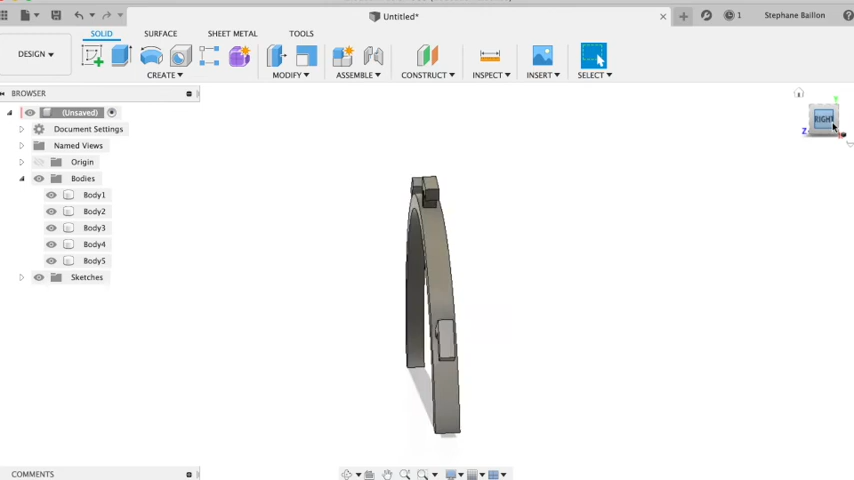 Untitled*
1
Stephane Baillon
SOLID
SURFACE
SHEET METAL
TOOLS
DESIGN
CREATE
MODIFY
ASSEMBLE
CONSTRUCT
INSPECT
INSERT
SELECT
BROWSER
(Unsaved)
Document Settings
Named Views
Origin
Bodies
Body1
Body2
Body3
Body4
Body5
Sketches
RIGHT
Z
COMMENTS